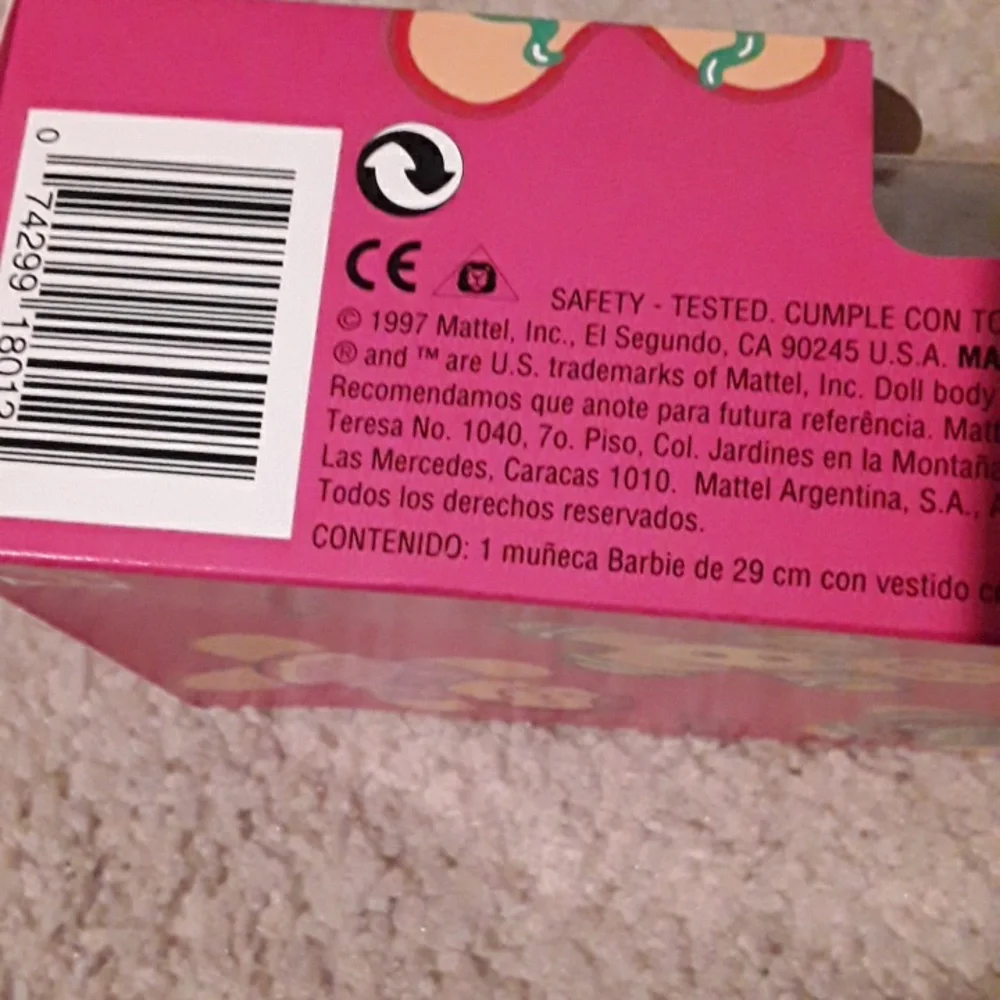 0 74299 18012
CE
SAFETY - TESTED. CUMPLE CON
© 1997 Mattel, Inc., El Segundo, CA 90245 U.S.A.
® and ™ are U.S. trademarks of Mattel, Inc. Doll body
Recomendamos que anote para futura referência.
Teresa No. 1040, 7o. Piso, Col. Jardines en la
Las Mercedes, Caracas 1010. Mattel Argentina, S.A.,
Todos los derechos reservados.
CONTENIDO: 1 muñeca Barbie de 29 cm con vestido